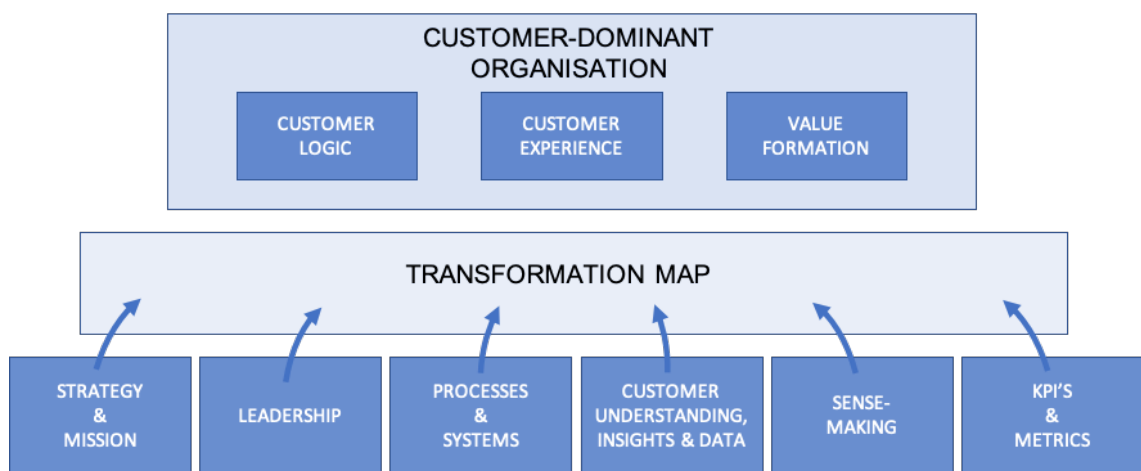 CUSTOMER-DOMINANT
ORGANISATION
CUSTOMER
LOGIC
CUSTOMER
EXPERIENCE
VALUE
FORMATION
TRANSFORMATION MAP
STRATEGY
&
MISSION
LEADERSHIP
PROCESSES
&
SYSTEMS
CUSTOMER
UNDERSTANDING,
INSIGHTS & DATA
SENSE-
MAKING
KPI'S
&
METRICS